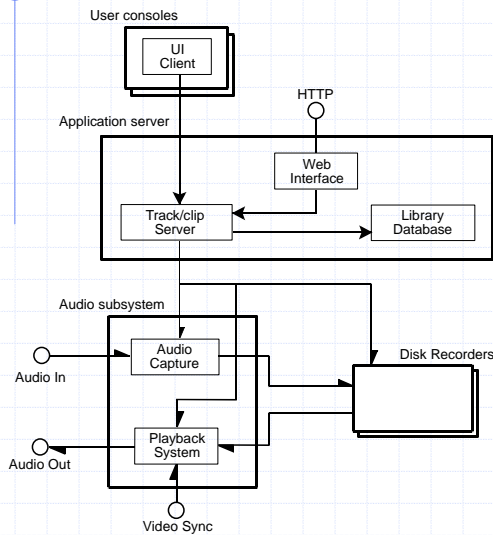 User consoles
UI
Client
HTTP
Application server
Web
Interface
Track/clip
Server
Library
Database
Audio subsystem
Audio
Capture
Disk Recorders
Audio In
Playback
System
Audio Out
Video Sync